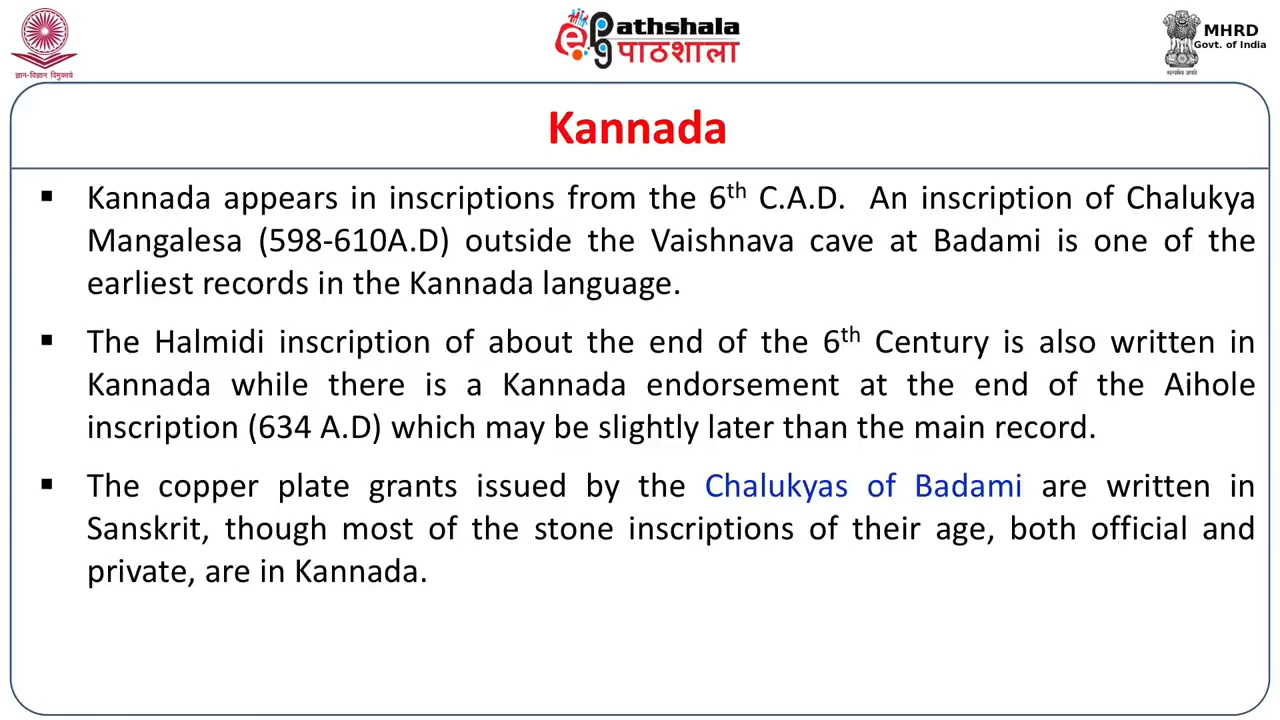 ज्ञान-विज्ञान विमुक्तये
ePathshala
पाठशाला
MHRD
Govt. of India
सत्यमेव जयते
Kannada
▪ Kannada appears in inscriptions from the 6th C.A.D. An inscription of Chalukya
Mangalesa (598-610A.D) outside the Vaishnava cave at Badami is one of the
earliest records in the Kannada language.
▪ The Halmidi inscription of about the end of the 6th Century is also written in
Kannada while there is a Kannada endorsement at the end of the Aihole
inscription (634 A.D) which may be slightly later than the main record.
▪ The copper plate grants issued by the Chalukyas of Badami are written in
Sanskrit, though most of the stone inscriptions of their age, both official and
private, are in Kannada.